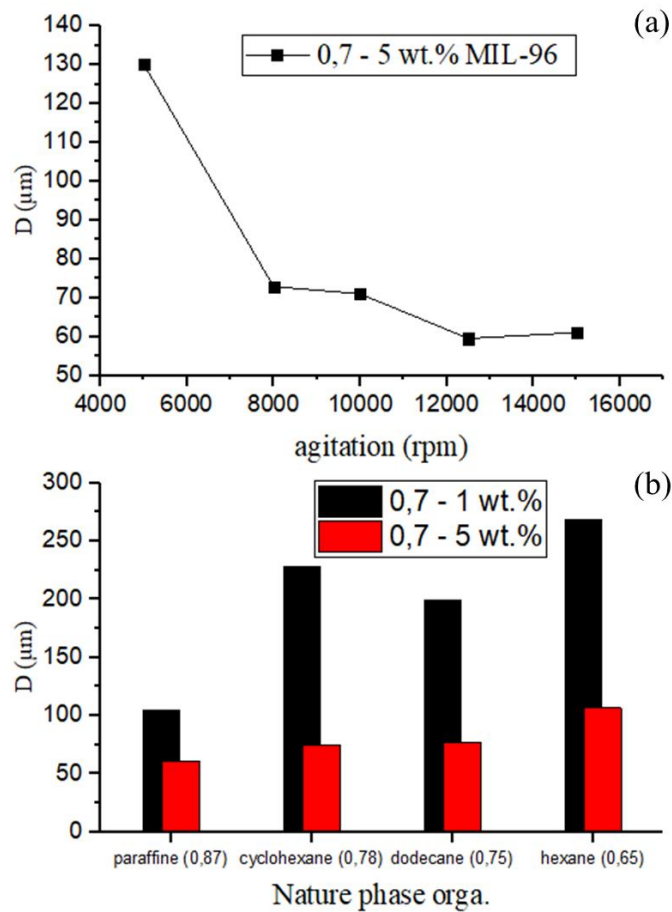 (a)
0,7 - 5 wt.% MIL-96
140
130
120
110
100
90
80
70
60
50
D (µm)
4000 6000 8000 10000 12000 14000 16000
agitation (rpm)
(b)
0,7 - 1 wt.%
0,7 - 5 wt.%
300
250
200
150
100
50
0
D (µm)
paraffine (0,87) cyclohexane (0,78) dodecane (0,75) hexane (0,65)
Nature phase orga.